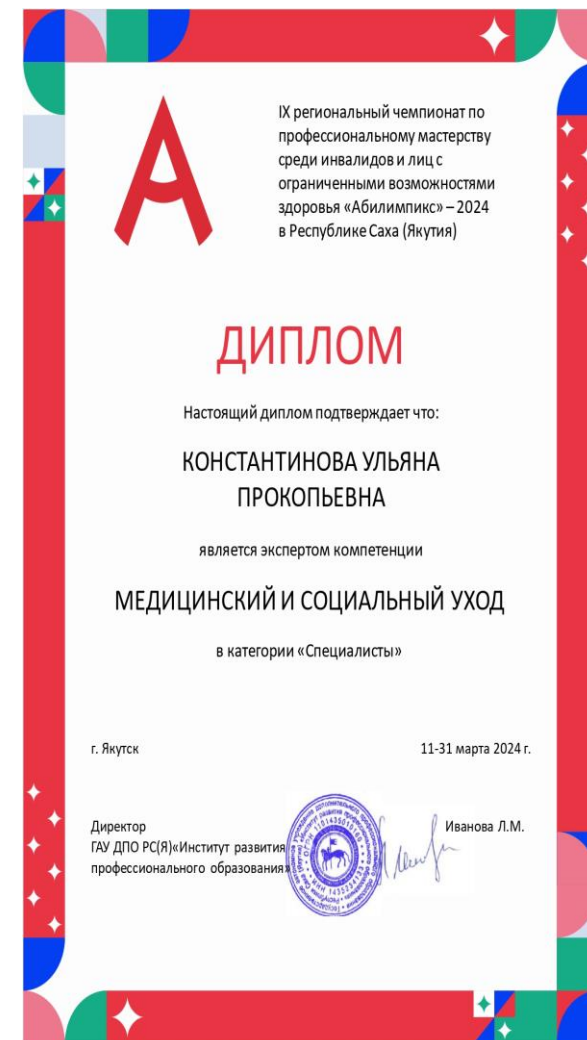 IX региональный чемпионат по
профессиональному мастерству
среди инвалидов и лиц с
ограниченными возможностями
здоровья «Абилимпикс» – 2024
в Республике Саха (Якутия)
ДИПЛОМ
Настоящий диплом подтверждает что:
КОНСТАНТИНОВА УЛЬЯНА
ПРОКОПЬЕВНА
является экспертом компетенции
МЕДИЦИНСКИЙ И СОЦИАЛЬНЫЙ УХОД
в категории «Специалисты»
г. Якутск
11-31 марта 2024 г.
Директор
ГАУ ДПО РС(Я)«Институт развития
профессионального образования»
Иванова Л.М.